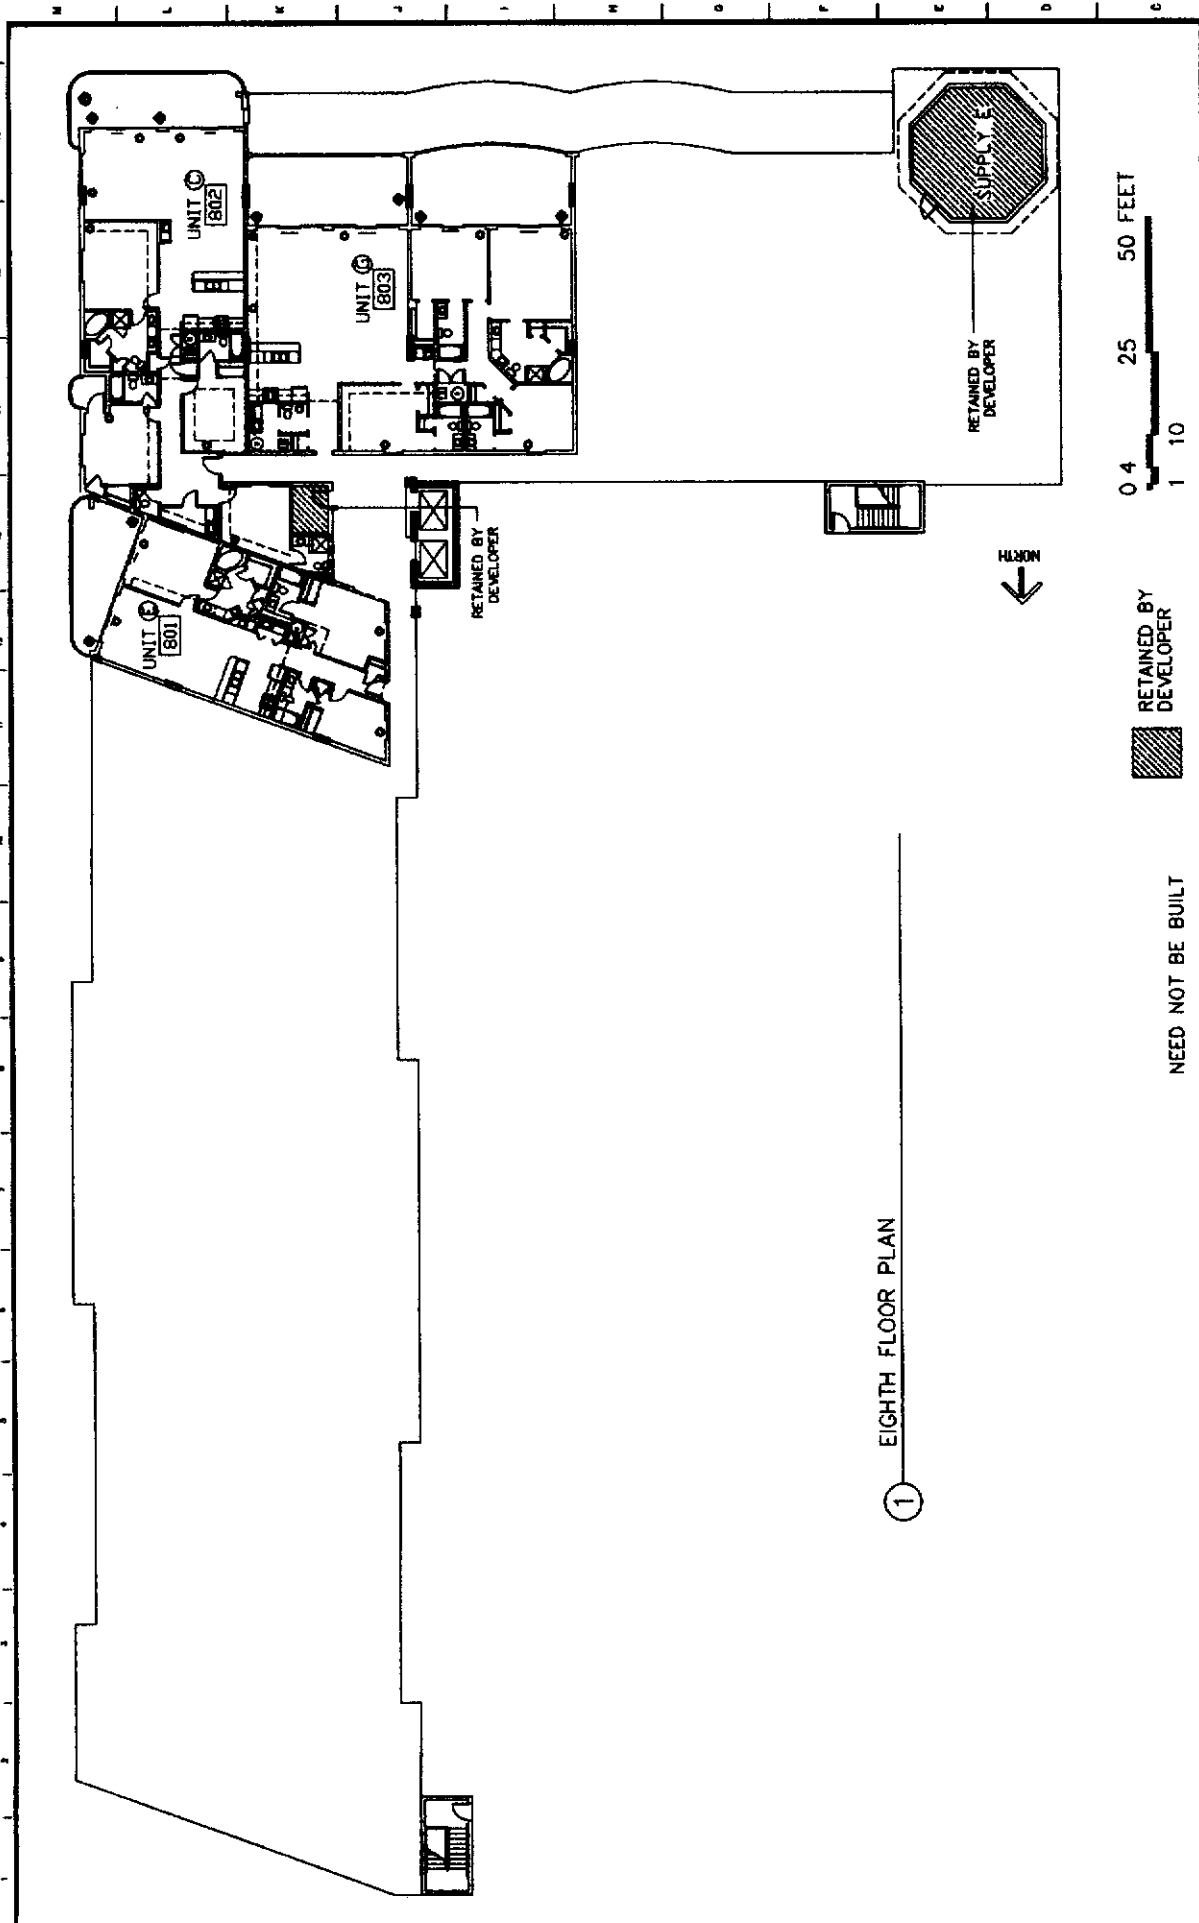 UNIT C
802
UNIT G
803
UNIT E
801
RETAINED BY
DEVELOPER
SUPPLY E.
RETAINED BY
DEVELOPER
NORTH
0 4 25 50 FEET
1 10
RETAINED BY
DEVELOPER
EIGHTH FLOOR PLAN
1
NEED NOT BE BUILT
L
K
J
I
H
G
F
E
D
C